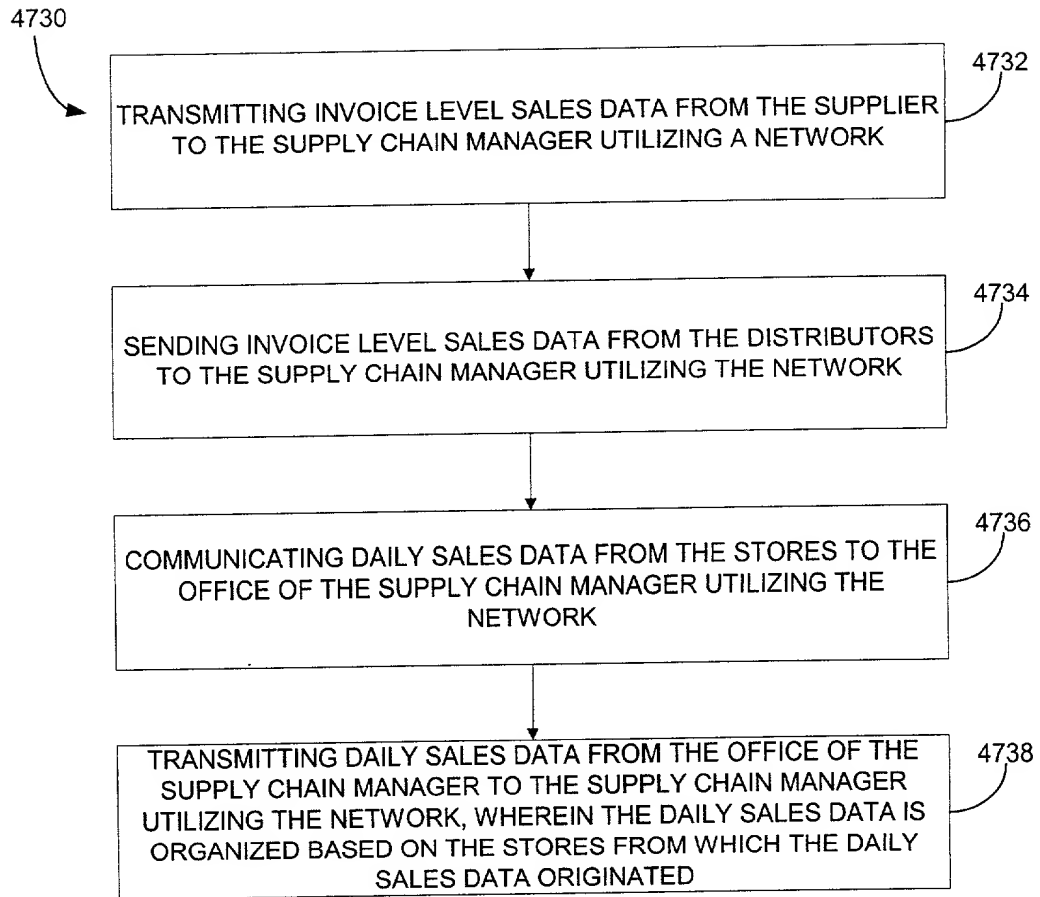 4730
4732
TRANSMITTING INVOICE LEVEL SALES DATA FROM THE SUPPLIER
TO THE SUPPLY CHAIN MANAGER UTILIZING A NETWORK
4734
SENDING INVOICE LEVEL SALES DATA FROM THE DISTRIBUTORS
TO THE SUPPLY CHAIN MANAGER UTILIZING THE NETWORK
4736
COMMUNICATING DAILY SALES DATA FROM THE STORES TO THE
OFFICE OF THE SUPPLY CHAIN MANAGER UTILIZING THE
NETWORK
4738
TRANSMITTING DAILY SALES DATA FROM THE OFFICE OF THE
SUPPLY CHAIN MANAGER TO THE SUPPLY CHAIN MANAGER
UTILIZING THE NETWORK, WHEREIN THE DAILY SALES DATA IS
ORGANIZED BASED ON THE STORES FROM WHICH THE DAILY
SALES DATA ORIGINATED